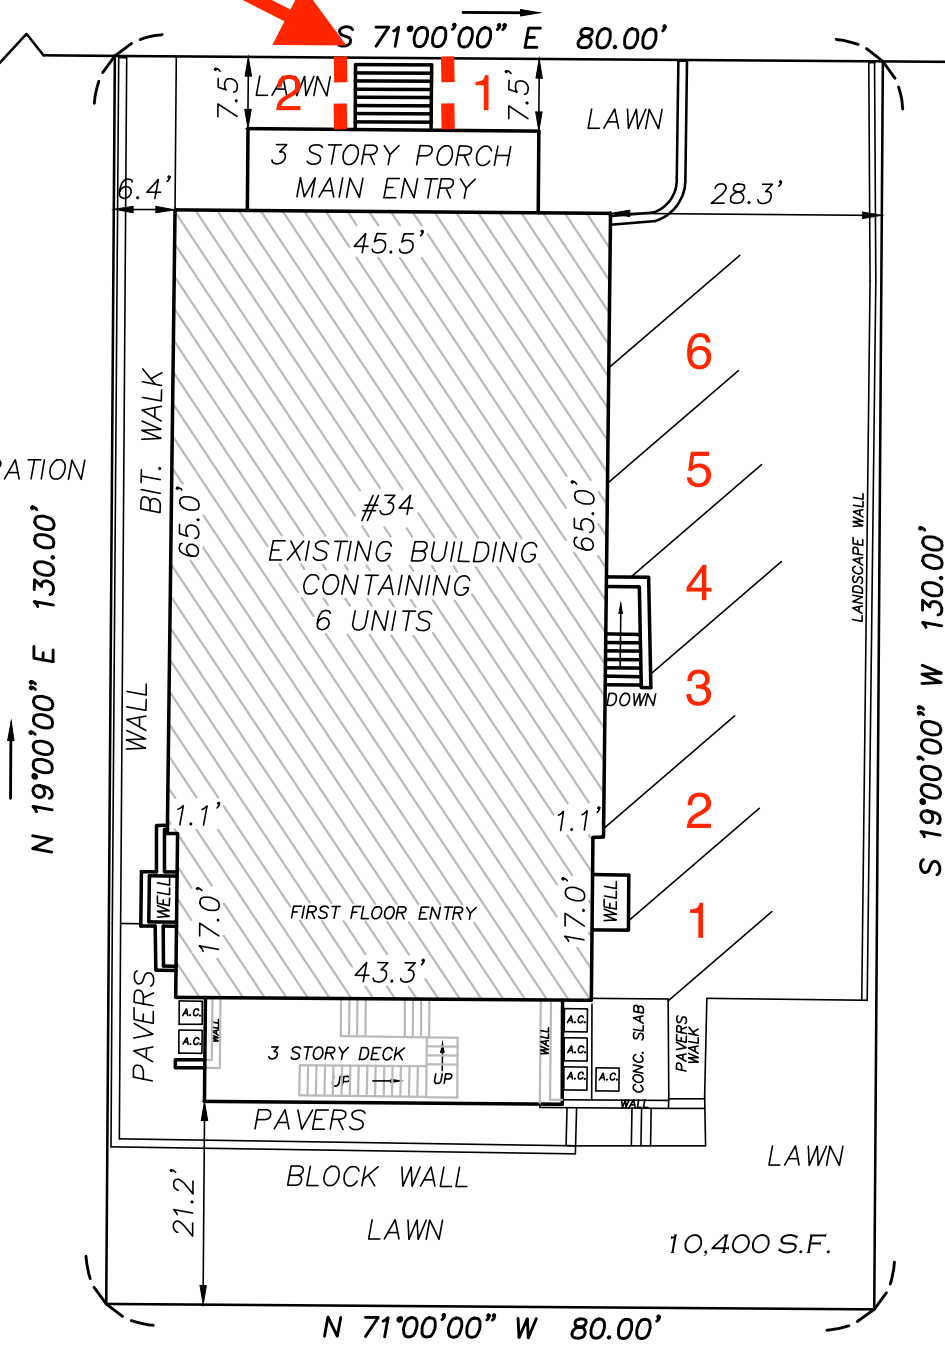 S 71°00'00" E 80.00'
7.5'
LAWN
2
1
7.5'
LAWN
3 STORY PORCH
MAIN ENTRY
6.4'
28.3'
45.5'
6
BIT. WALK
5
RATION
#34
65.0'
65.0'
LANDSCAPE WALL
EXISTING BUILDING
CONTAINING
6 UNITS
4
N 19°00'00" E 130.00'
S 19°00'00" W 130.00'
3
DOWN
WALL
1.1'
1.1'
2
WELL
WELL
17.0'
17.0'
FIRST FLOOR ENTRY
1
43.3'
PAVERS
A.C.
A.C.
WALL
3 STORY DECK
UP
UP
WALL
A.C.
A.C.
A.C.
A.C.
CONC. SLAB
PAVERS
WALK
WALL
PAVERS
BLOCK WALL
LAWN
21.2'
LAWN
10,400 S.F.
N 71°00'00" W 80.00'